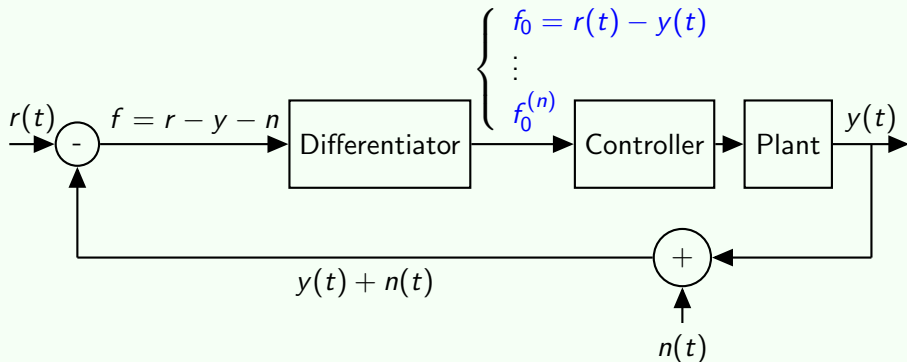 f₀ = r(t) − y(t)
⋮
f₀⁽ⁿ⁾
r(t)
-
f = r − y − n
Differentiator
Controller
Plant
y(t)
+
y(t) + n(t)
n(t)